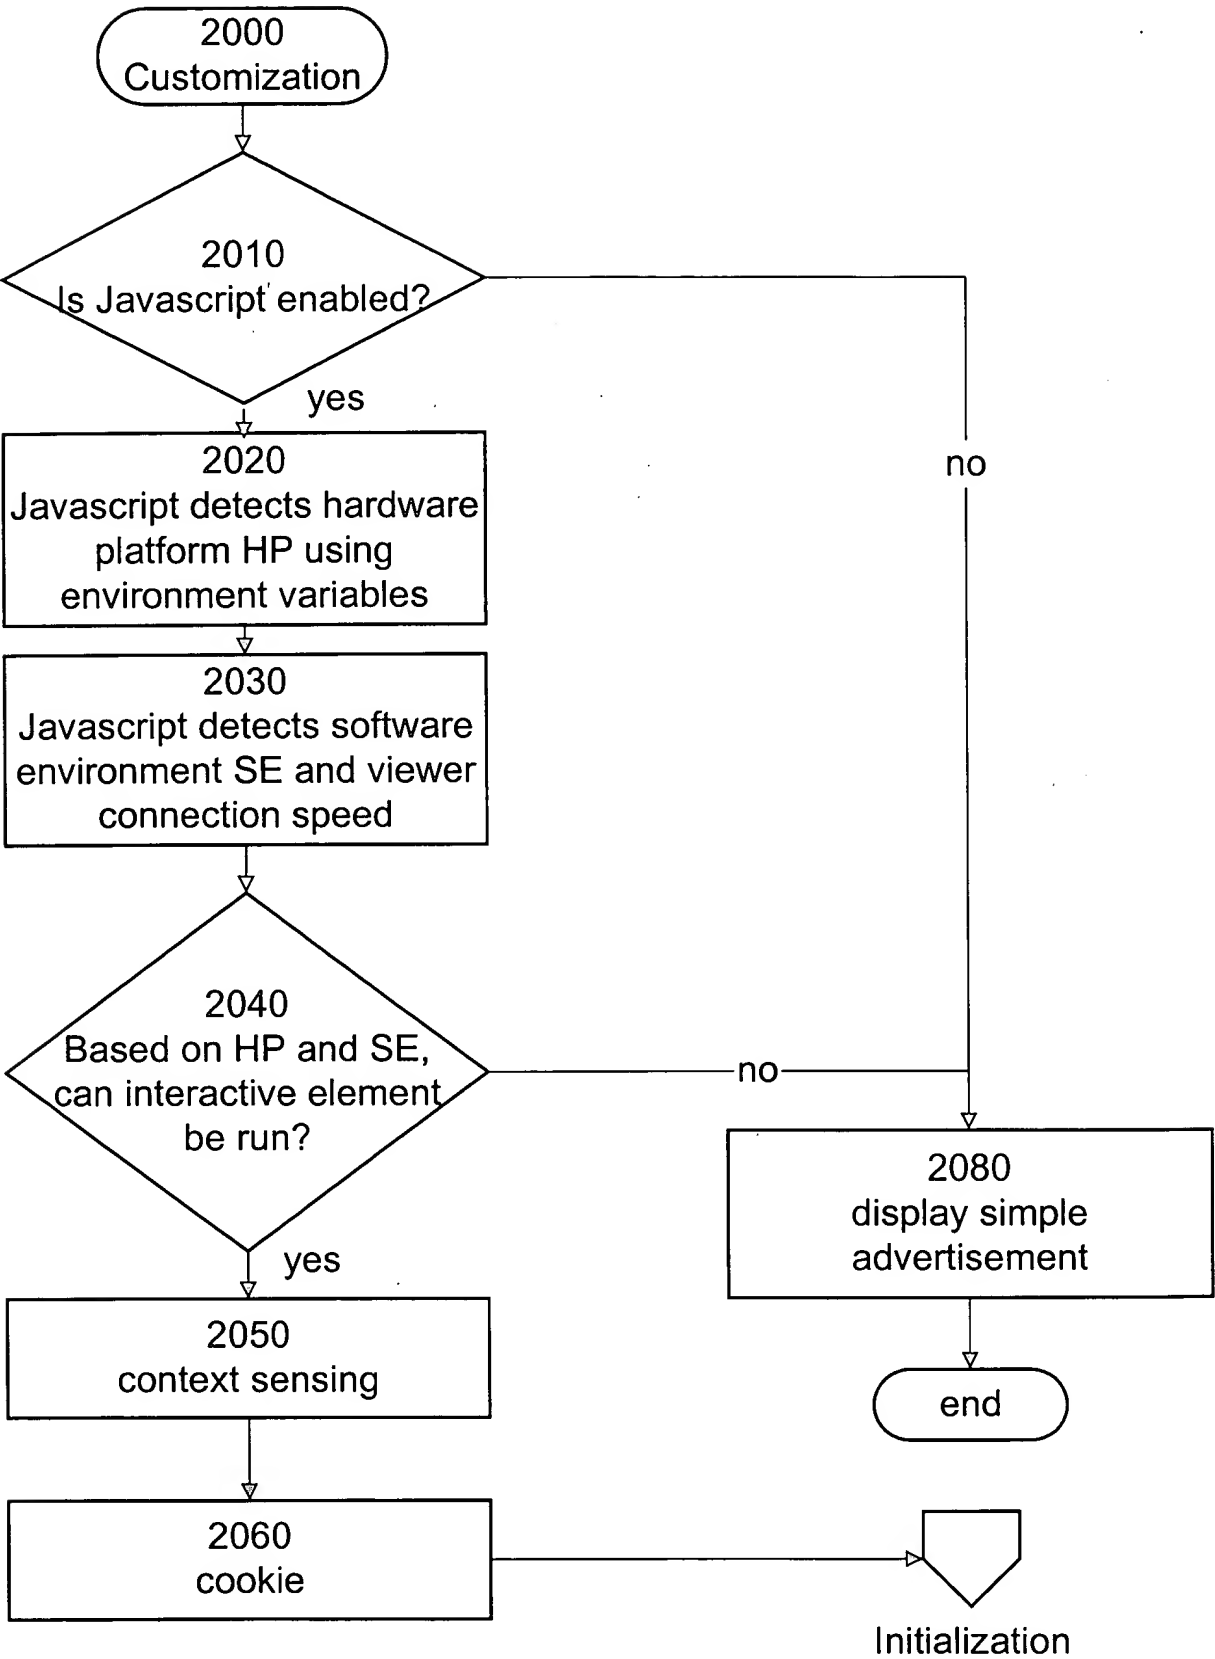 2000
Customization
2010
Is Javascript enabled?
yes
no
2020
Javascript detects hardware
platform HP using
environment variables
2030
Javascript detects software
environment SE and viewer
connection speed
2040
Based on HP and SE,
can interactive element
be run?
no
yes
2080
display simple
advertisement
2050
context sensing
end
2060
cookie
Initialization